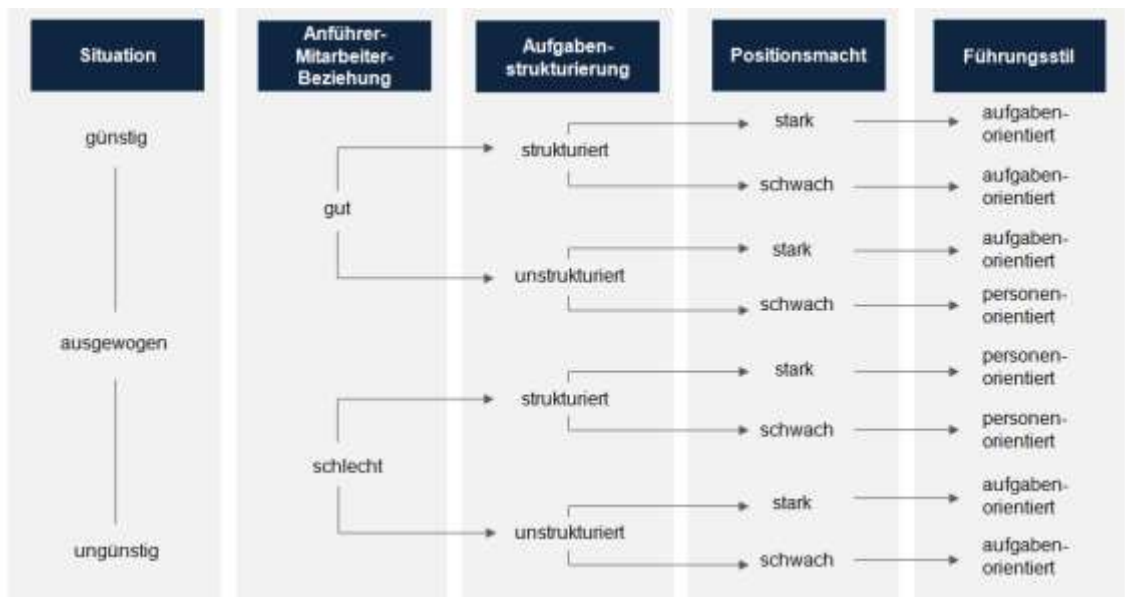 Situation
Anführer-
Mitarbeiter-
Beziehung
Aufgaben-
strukturierung
Positionsmacht
Führungsstil
günstig
ausgewogen
ungünstig
gut
schlecht
strukturiert
unstrukturiert
strukturiert
unstrukturiert
stark
schwach
stark
schwach
stark
schwach
stark
schwach
aufgaben-
orientiert
aufgaben-
orientiert
aufgaben-
orientiert
personen-
orientiert
personen-
orientiert
personen-
orientiert
aufgaben-
orientiert
aufgaben-
orientiert